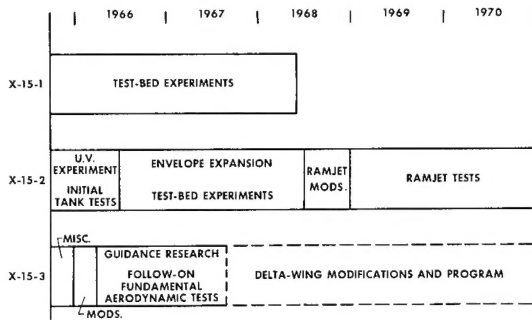 1966 1967 1968 1969 1970
X-15-1
TEST-BED EXPERIMENTS
X-15-2
U.V.
EXPERIMENT
INITIAL
TANK TESTS
ENVELOPE EXPANSION
TEST-BED EXPERIMENTS
RAMJET
MODS.
RAMJET TESTS
X-15-3
MISC.
MODS.
GUIDANCE RESEARCH
FOLLOW-ON
FUNDAMENTAL
AERODYNAMIC TESTS
DELTA-WING MODIFICATIONS AND PROGRAM